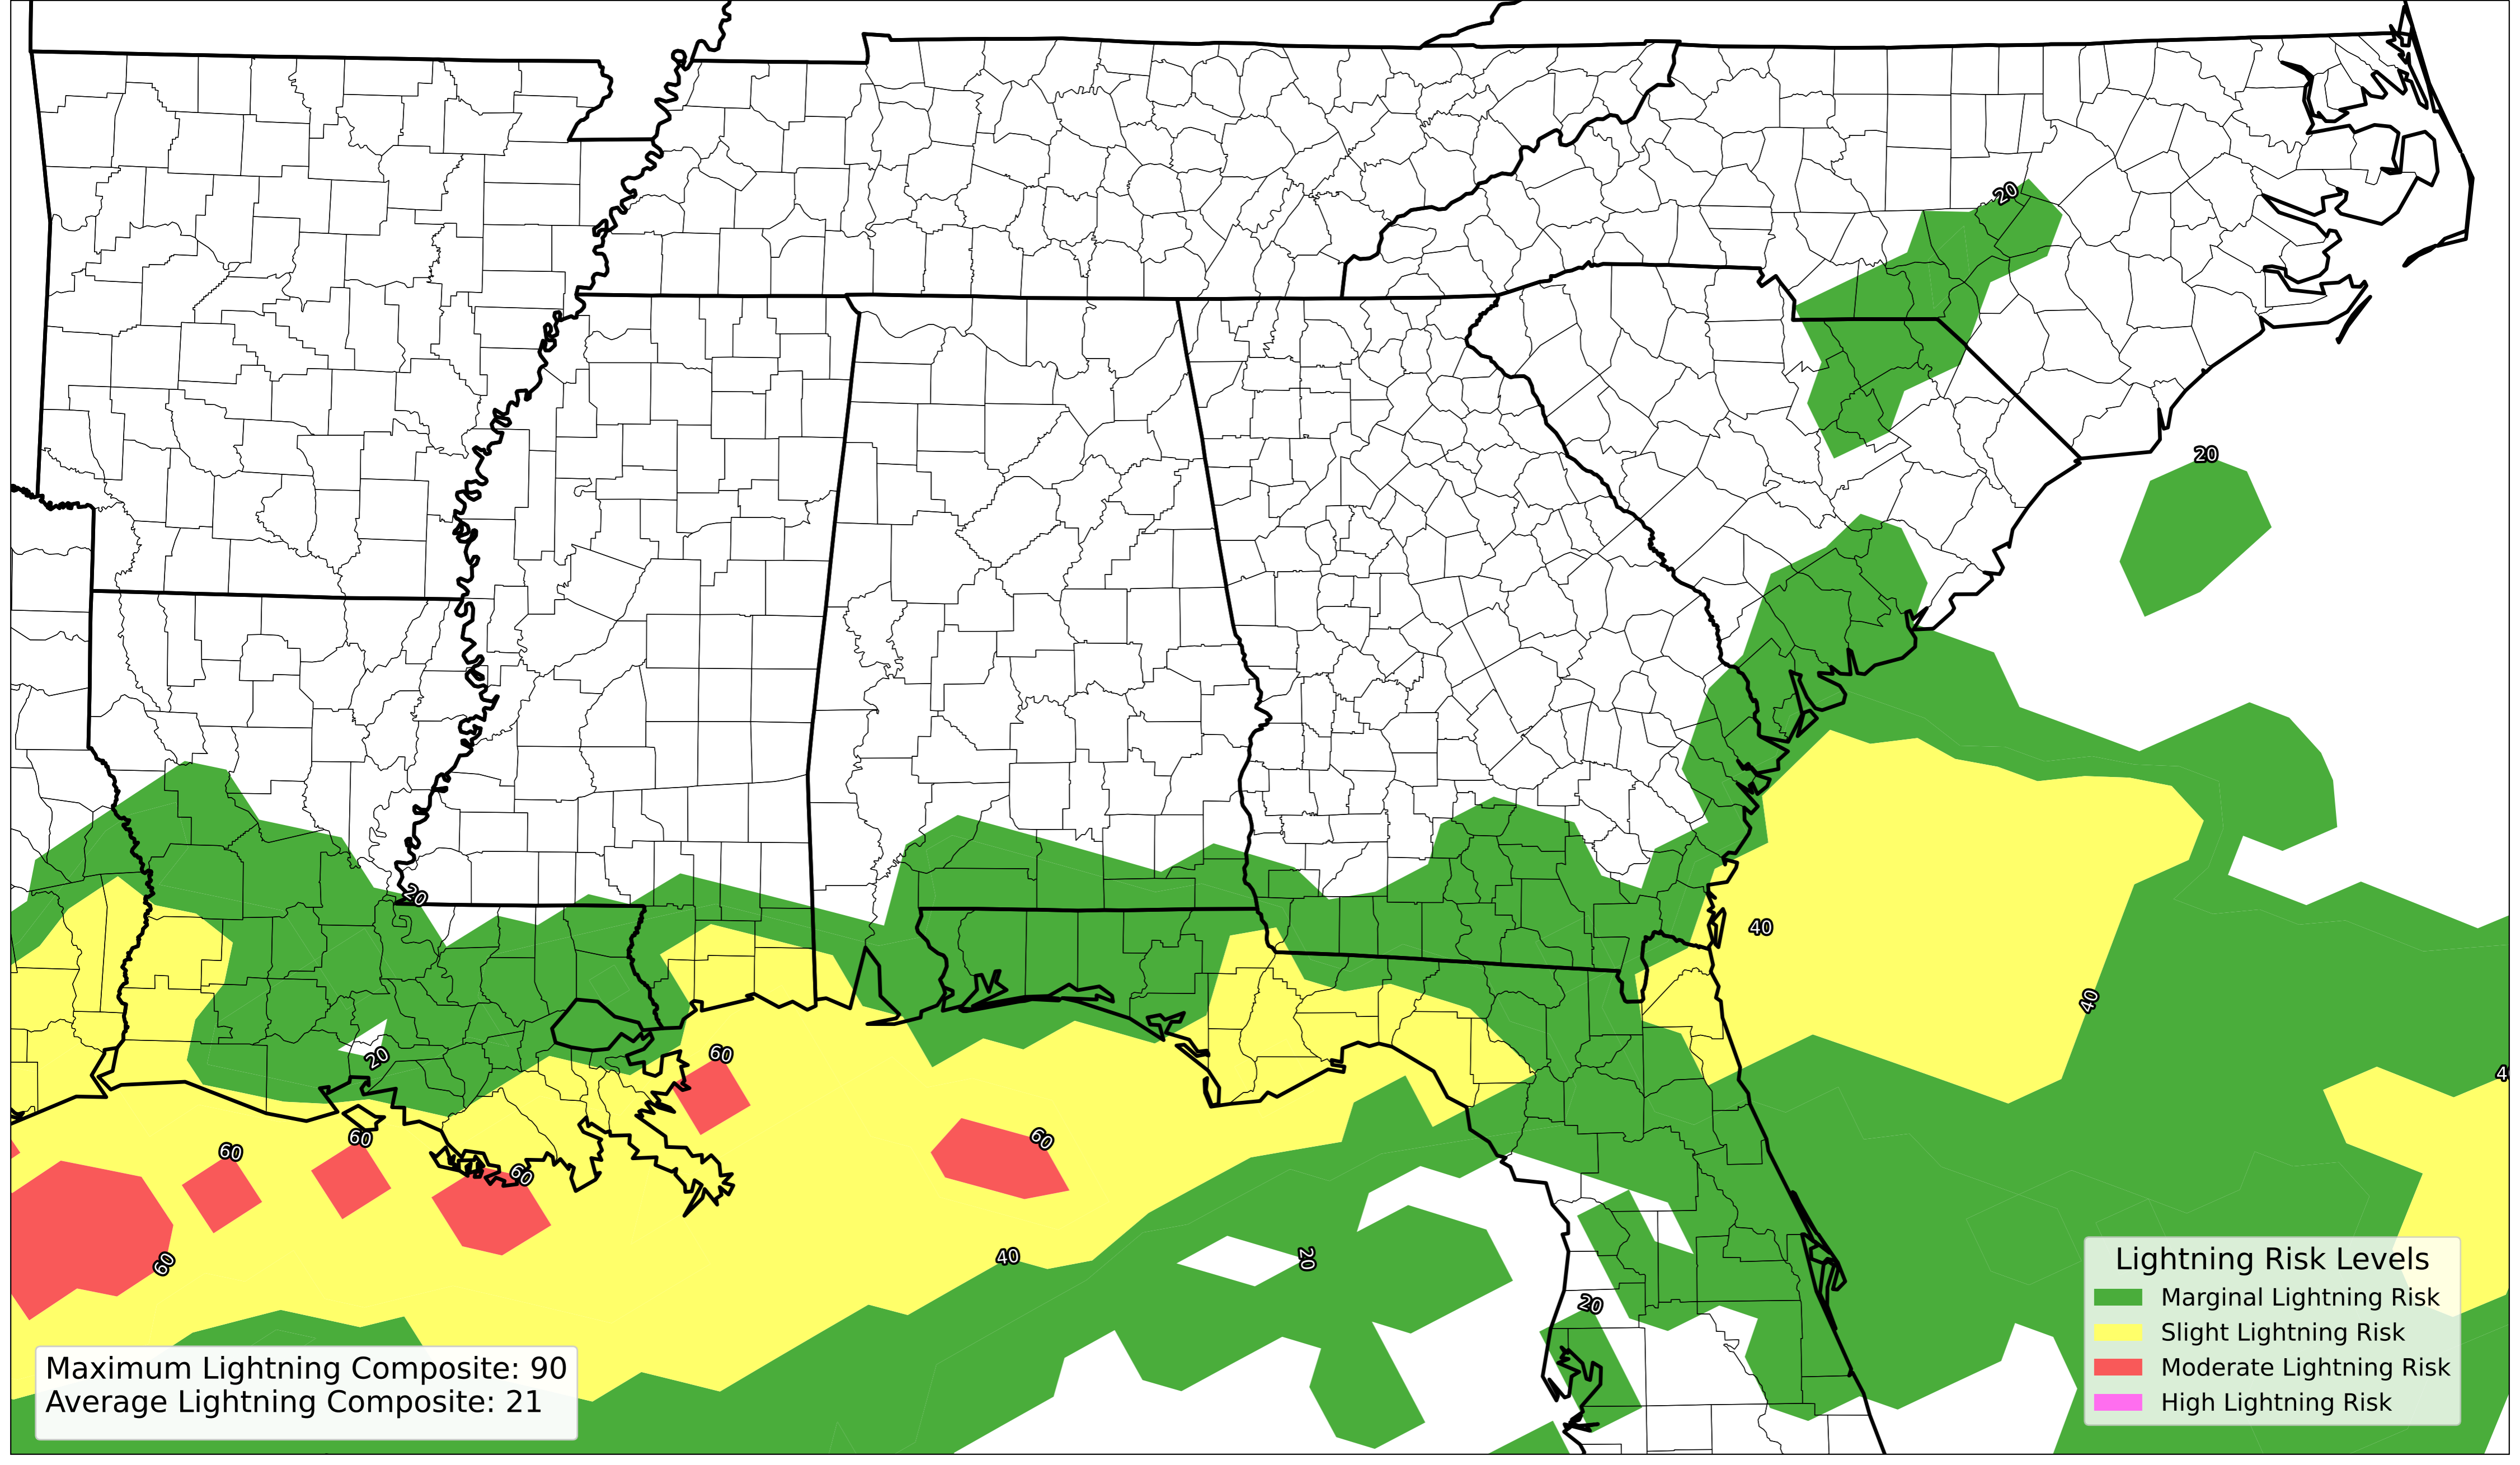 20
20
40
20
40
60
20
4
60
60
60
60
40
20
60
20
Lightning Risk Levels
Marginal Lightning Risk
Slight Lightning Risk
Moderate Lightning Risk
High Lightning Risk
Maximum Lightning Composite: 90
Average Lightning Composite: 21